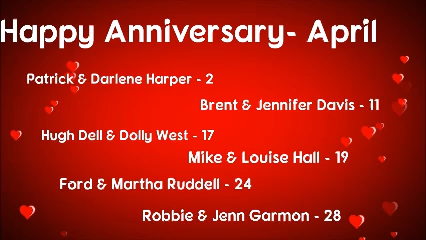 Happy Anniversary- April
Patrick & Darlene Harper - 2
Brent & Jennifer Davis - 11
Hugh Dell & Dolly West - 17
Mike & Louise Hall - 19
Ford & Martha Ruddell - 24
Robbie & Jenn Garmon - 28